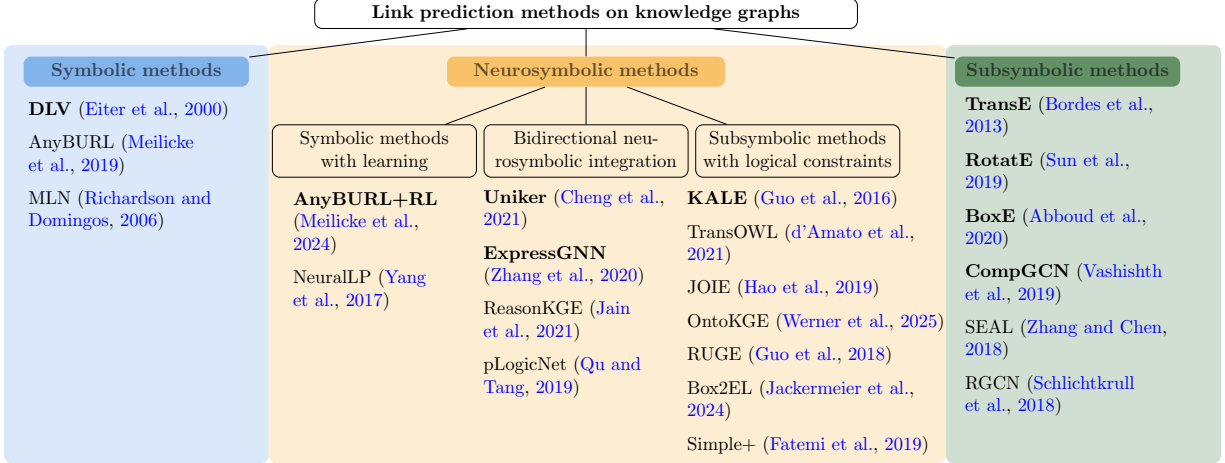 Link prediction methods on knowledge graphs
Symbolic methods
DLV (Eiter et al., 2000)
AnyBURL (Meilicke
et al., 2019)
MLN (Richardson and
Domingos, 2006)
Neurosymbolic methods
Symbolic methods
with learning
AnyBURL+RL
(Meilicke et al.,
2024)
NeuralLP (Yang
et al., 2017)
Bidirectional neu-
rosymbolic integration
Uniker (Cheng et al.,
2021)
ExpressGNN
(Zhang et al., 2020)
ReasonKGE (Jain
et al., 2021)
pLogicNet (Qu and
Tang, 2019)
Subsymbolic methods
with logical constraints
KALE (Guo et al., 2016)
TransOWL (d'Amato et al.,
2021)
JOIE (Hao et al., 2019)
OntoKGE (Werner et al., 2025)
RUGE (Guo et al., 2018)
Box2EL (Jackermeier et al.,
2024)
Simple+ (Fatemi et al., 2019)
Subsymbolic methods
TransE (Bordes et al.,
2013)
RotatE (Sun et al.,
2019)
BoxE (Abboud et al.,
2020)
CompGCN (Vashishth
et al., 2019)
SEAL (Zhang and Chen,
2018)
RGCN (Schlichtkrull
et al., 2018)